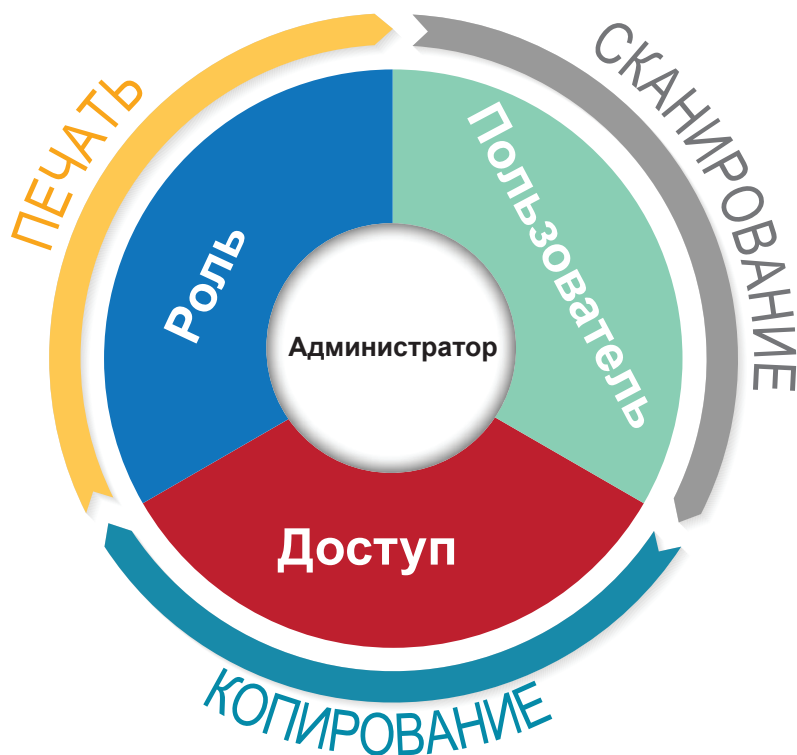 ПЕЧАТЬ
СКАНИРОВАНИЕ
Роль
Пользователь
Администратор
Доступ
КОПИРОВАНИЕ